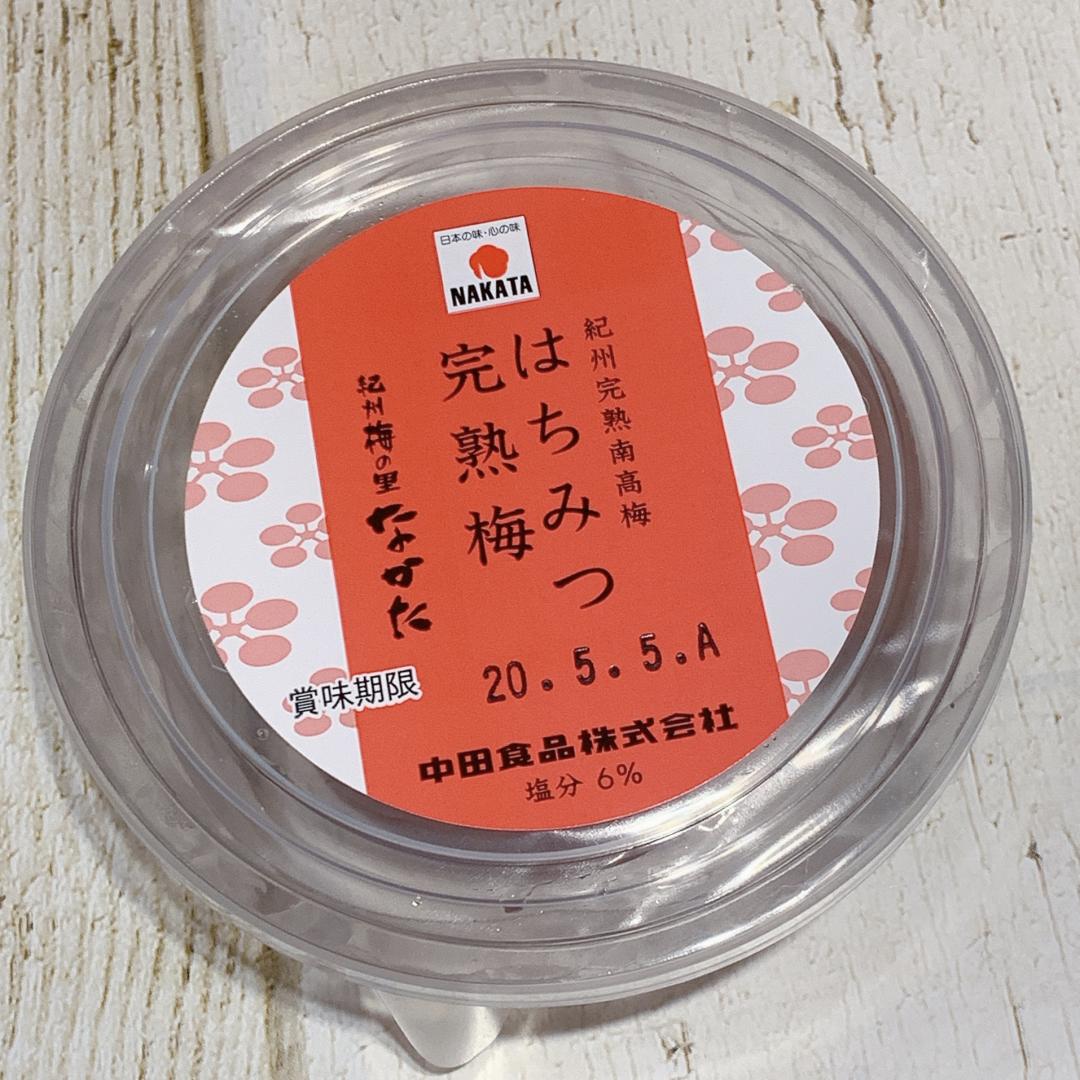 日本の味・心の味
NAKATA
紀州完熟南高梅
はちみつ
完熟梅
紀州梅の里
なかた
賞味期限
20.5.5.A
中田食品株式会社
塩分 6%